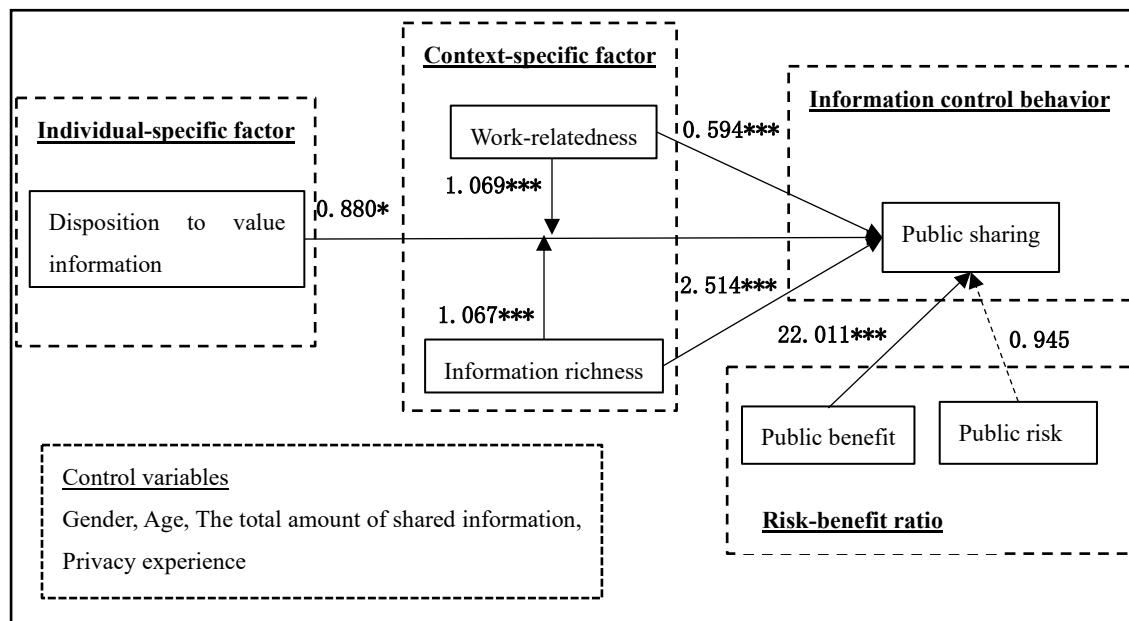 Context-specific factor
Individual-specific factor
Information control behavior
Work-relatedness
0.594***
1.069***
Disposition to value
information
0.880*
Public sharing
2.514***
1.067***
Information richness
22.011***
0.945
Public benefit
Public risk
Risk-benefit ratio
Control variables
Gender, Age, The total amount of shared information,
Privacy experience